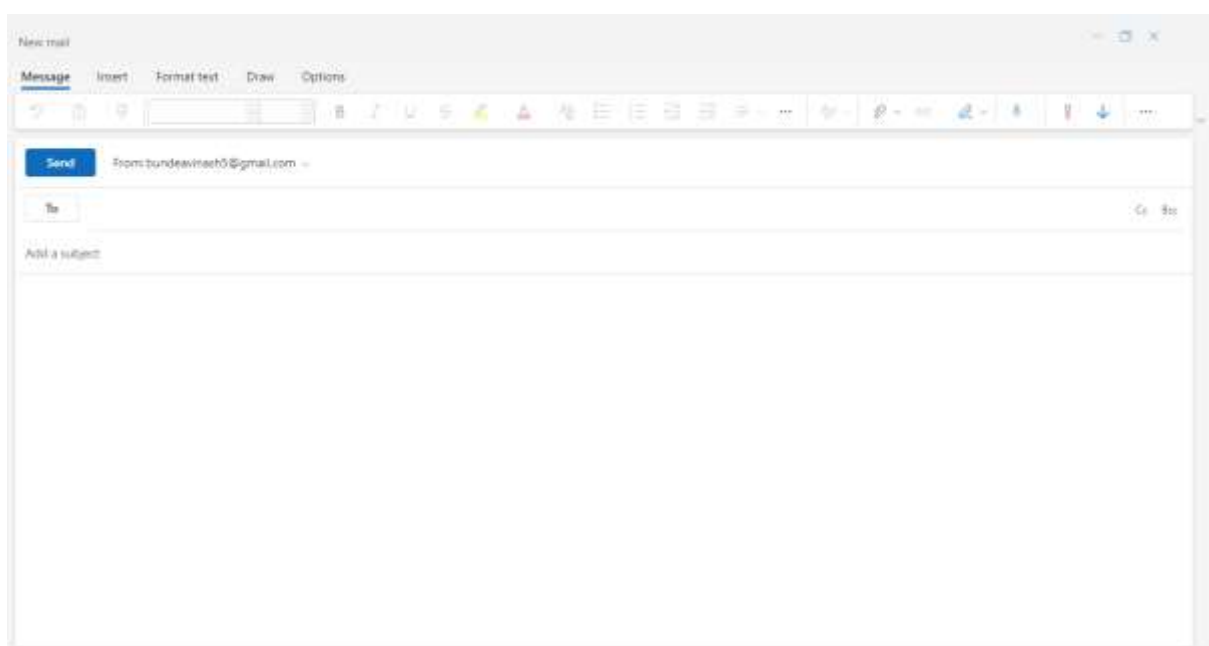 New mail
Message Insert Format text Draw Options
Send From: bundeavinash5@gmail.com
To Cc Bcc
Add a subject